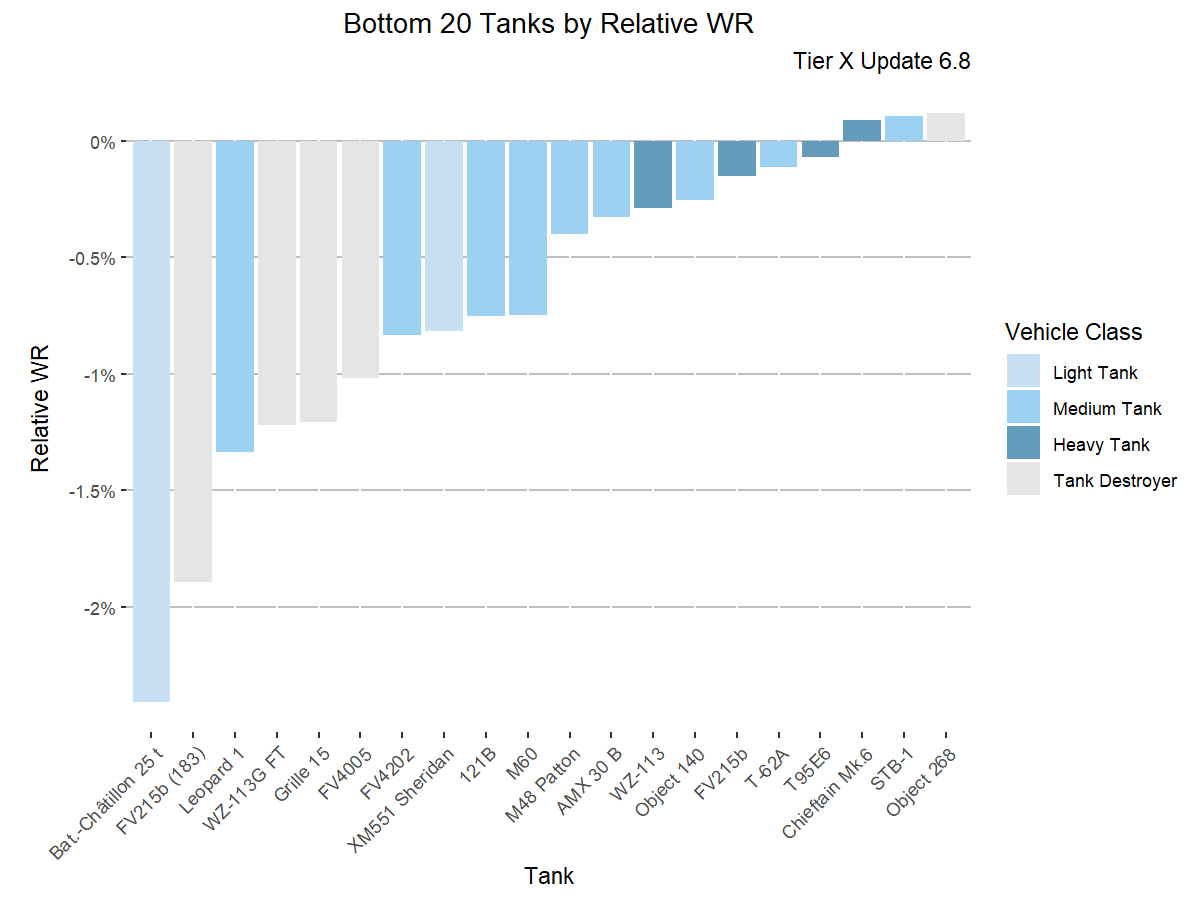 Bottom 20 Tanks by Relative WR
Tier X Update 6.8
0%
-0.5%
-1%
-1.5%
-2%
Relative WR
Bat.-Châtillon 25 t
FV215b (183)
Leopard 1
WZ-113G FT
Grille 15
FV4005
FV4202
XM551 Sheridan
121B
M60
M48 Patton
AMX 30 B
WZ-113
Object 140
FV215b
T-62A
T95E6
Chieftain Mk.6
STB-1
Object 268
Tank
Vehicle Class
Light Tank
Medium Tank
Heavy Tank
Tank Destroyer